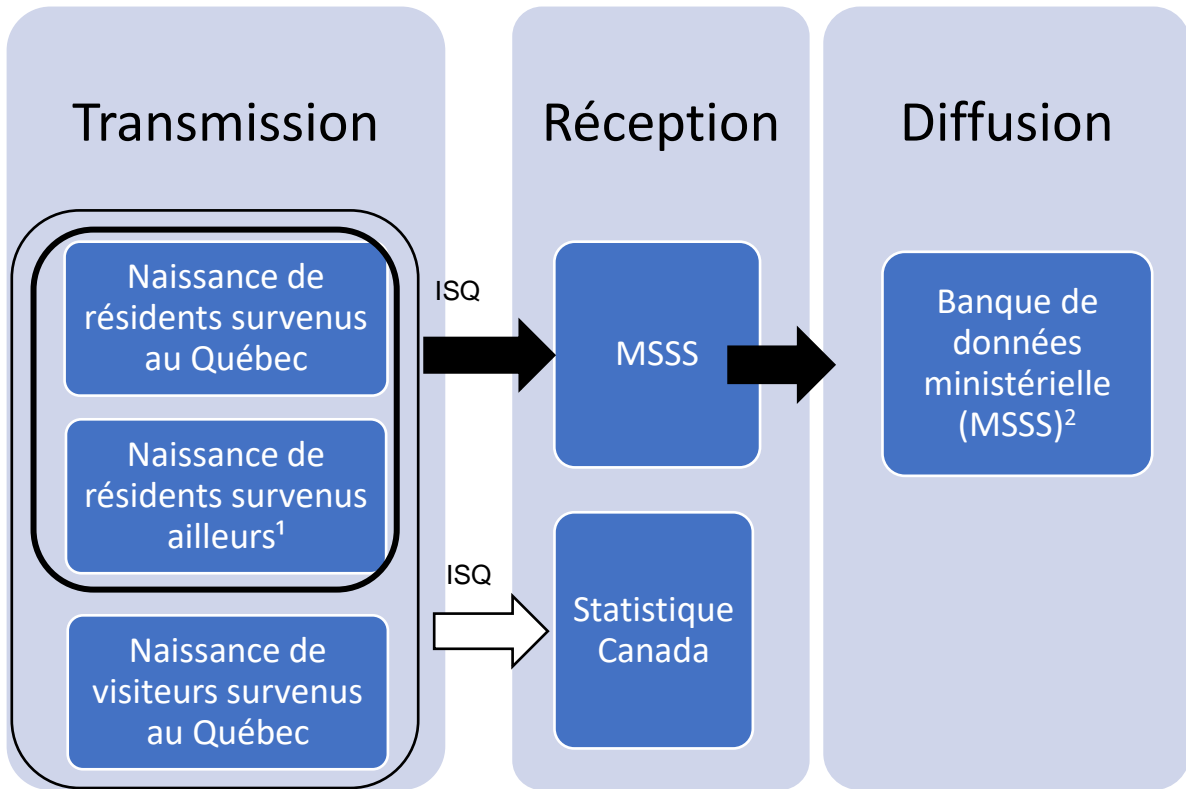 Transmission
Naissance de
résidents survenus
au Québec
Naissance de
résidents survenus
ailleurs¹
Naissance de
visiteurs survenus
au Québec
ISQ
ISQ
Réception
MSSS
Statistique
Canada
Diffusion
Banque de
données
ministérielle
(MSSS)²